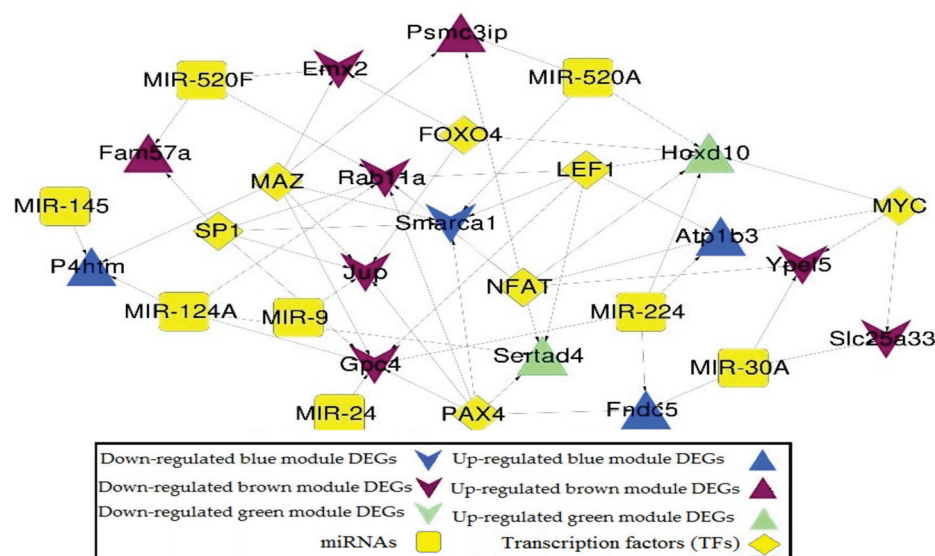 Psmc3ip
Emx2
MIR-520F
MIR-520A
FOXO4
Fam57a
Hoxd10
MAZ
Rab11a
LEF1
MIR-145
Smarca1
MYC
SP1
Atp1b3
P4htm
Jup
Ypel5
NFAT
MIR-124A
MIR-9
MIR-224
Slc25a33
Sertad4
Gpc4
MIR-30A
MIR-24
PAX4
Fndc5
Down-regulated blue module DEGs
Up-regulated blue module DEGs
Down-regulated brown module DEGs
Up-regulated brown module DEGs
Down-regulated green module DEGs
Up-regulated green module DEGs
miRNAs
Transcription factors (TFs)